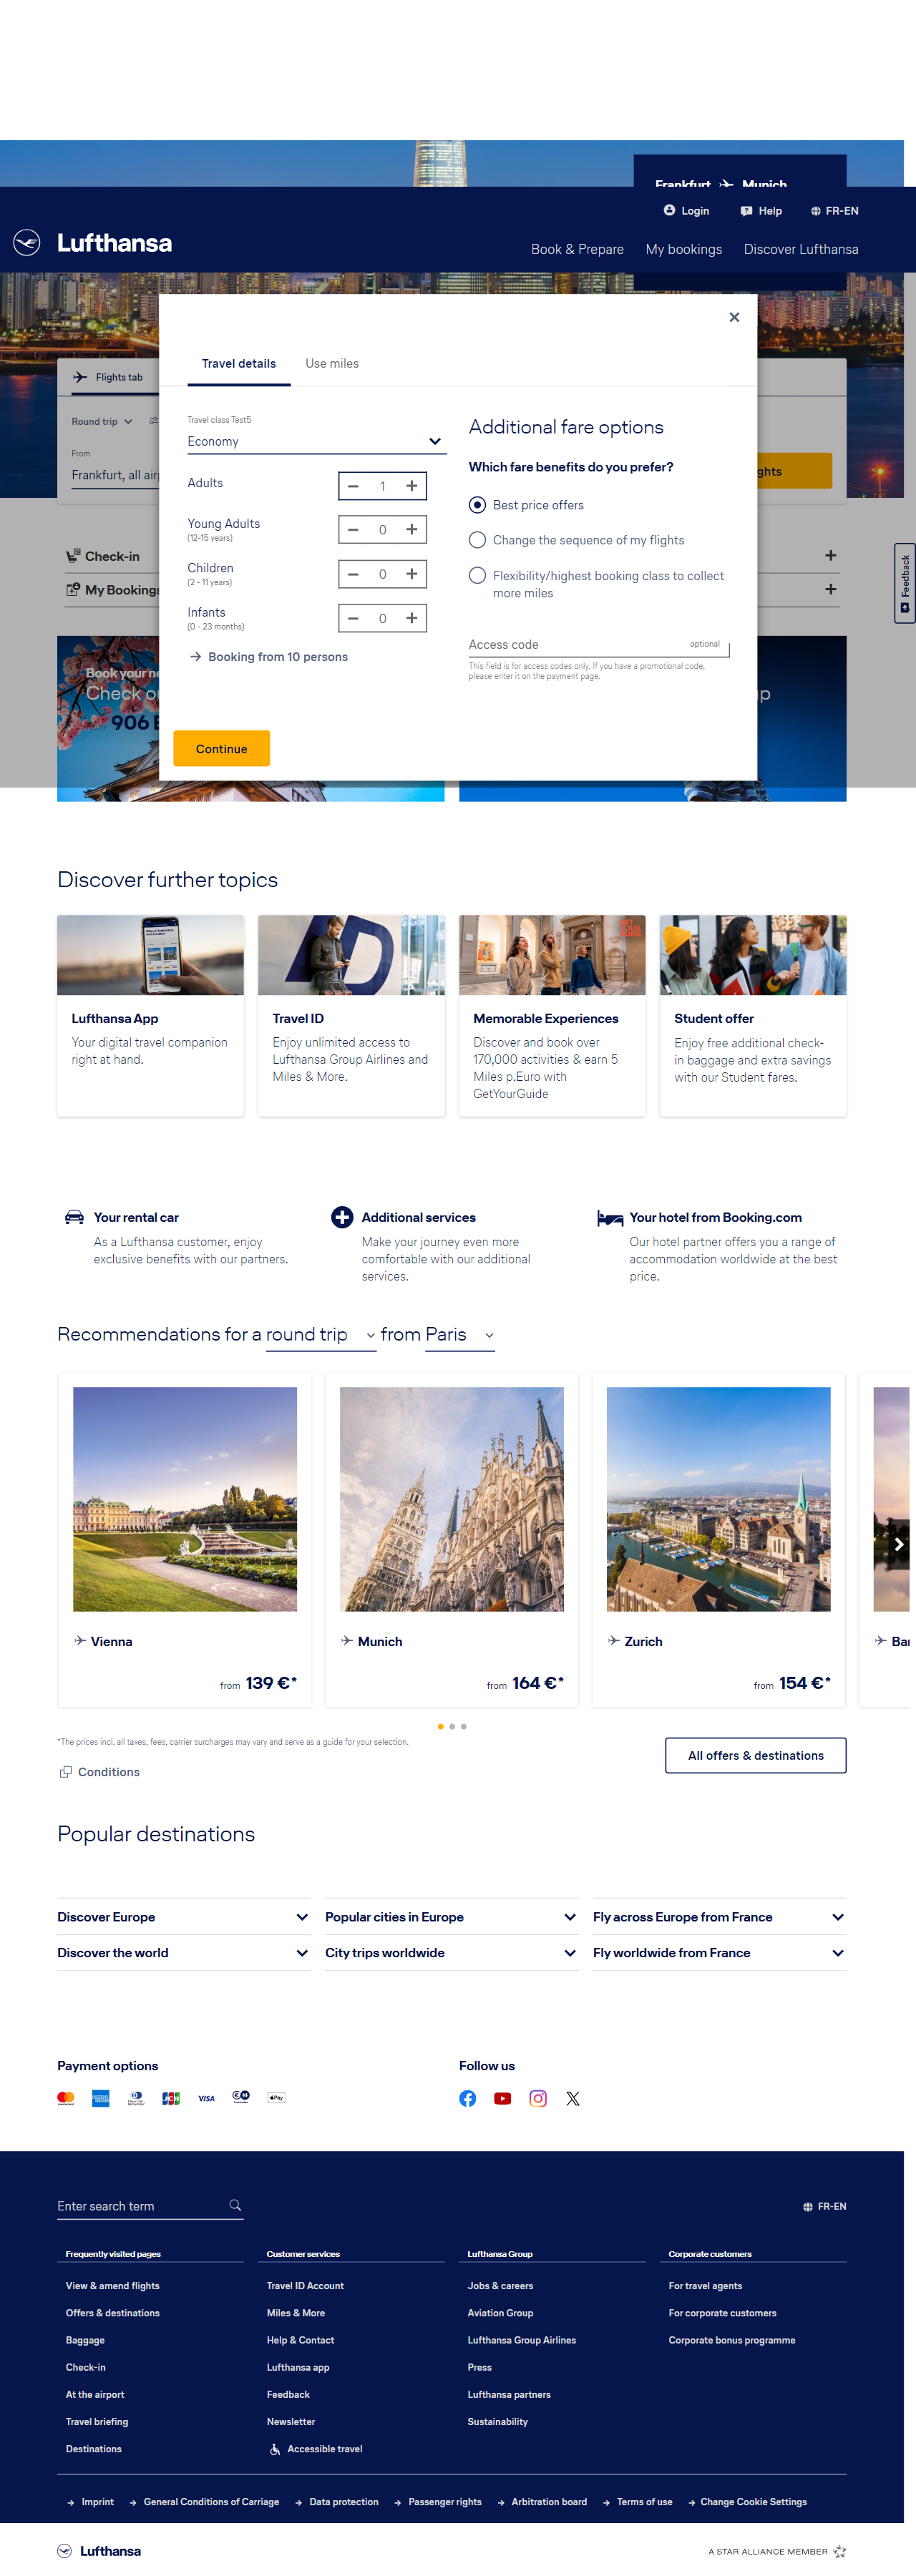 Frankfurt Munich
Login Help FR-EN
Lufthansa
Book & Prepare My bookings Discover Lufthansa
Travel details Use miles
Flights tab
Round trip
From
Frankfurt, all air
ghts
Check-in
My Bookings
Feedback
Travel class Test5
Economy
Adults 1
Young Adults 0
(12-15 years)
Children 0
(2 - 11 years)
Infants 0
(0 - 23 months)
Booking from 10 persons
Continue
Additional fare options
Which fare benefits do you prefer?
Best price offers
Change the sequence of my flights
Flexibility/highest booking class to collect
more miles
Access code optional
This field is for access codes only. If you have a promotional code,
please enter it on the payment page.
Book your ne
Check o
906 E
p
Discover further topics
GET
YOUR
GUIDE
Lufthansa App
Your digital travel companion
right at hand.
Travel ID
Enjoy unlimited access to
Lufthansa Group Airlines and
Miles & More.
Memorable Experiences
Discover and book over
170,000 activities & earn 5
Miles p.Euro with
GetYourGuide
Student offer
Enjoy free additional check-
in baggage and extra savings
with our Student fares.
Your rental car
As a Lufthansa customer, enjoy
exclusive benefits with our partners.
Additional services
Make your journey even more
comfortable with our additional
services.
Your hotel from Booking.com
Our hotel partner offers you a range of
accommodation worldwide at the best
price.
Recommendations for a round trip from Paris
Vienna
from 139 €*
Munich
from 164 €*
Zurich
from 154 €*
Bar
*The prices incl. all taxes, fees, carrier surcharges may vary and serve as a guide for your selection.
All offers & destinations
Conditions
Popular destinations
Discover Europe Popular cities in Europe Fly across Europe from France
Discover the world City trips worldwide Fly worldwide from France
Payment options
VISA
Pay
Follow us
Enter search term
FR-EN
Frequently visited pages
View & amend flights
Offers & destinations
Baggage
Check-in
At the airport
Travel briefing
Destinations
Customer services
Travel ID Account
Miles & More
Help & Contact
Lufthansa app
Feedback
Newsletter
Accessible travel
Lufthansa Group
Jobs & careers
Aviation Group
Lufthansa Group Airlines
Press
Lufthansa partners
Sustainability
Corporate customers
For travel agents
For corporate customers
Corporate bonus programme
Imprint General Conditions of Carriage Data protection Passenger rights Arbitration board Terms of use Change Cookie Settings
Lufthansa
A STAR ALLIANCE MEMBER